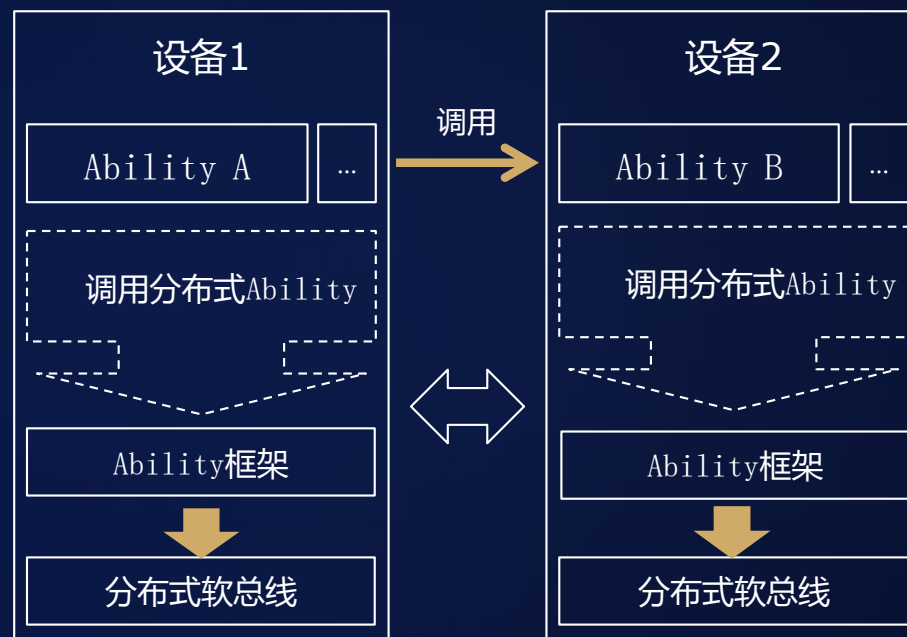 设备1
设备2
调用
Ability A
…
Ability B
…
调用分布式Ability
调用分布式Ability
Ability框架
Ability框架
分布式软总线
分布式软总线